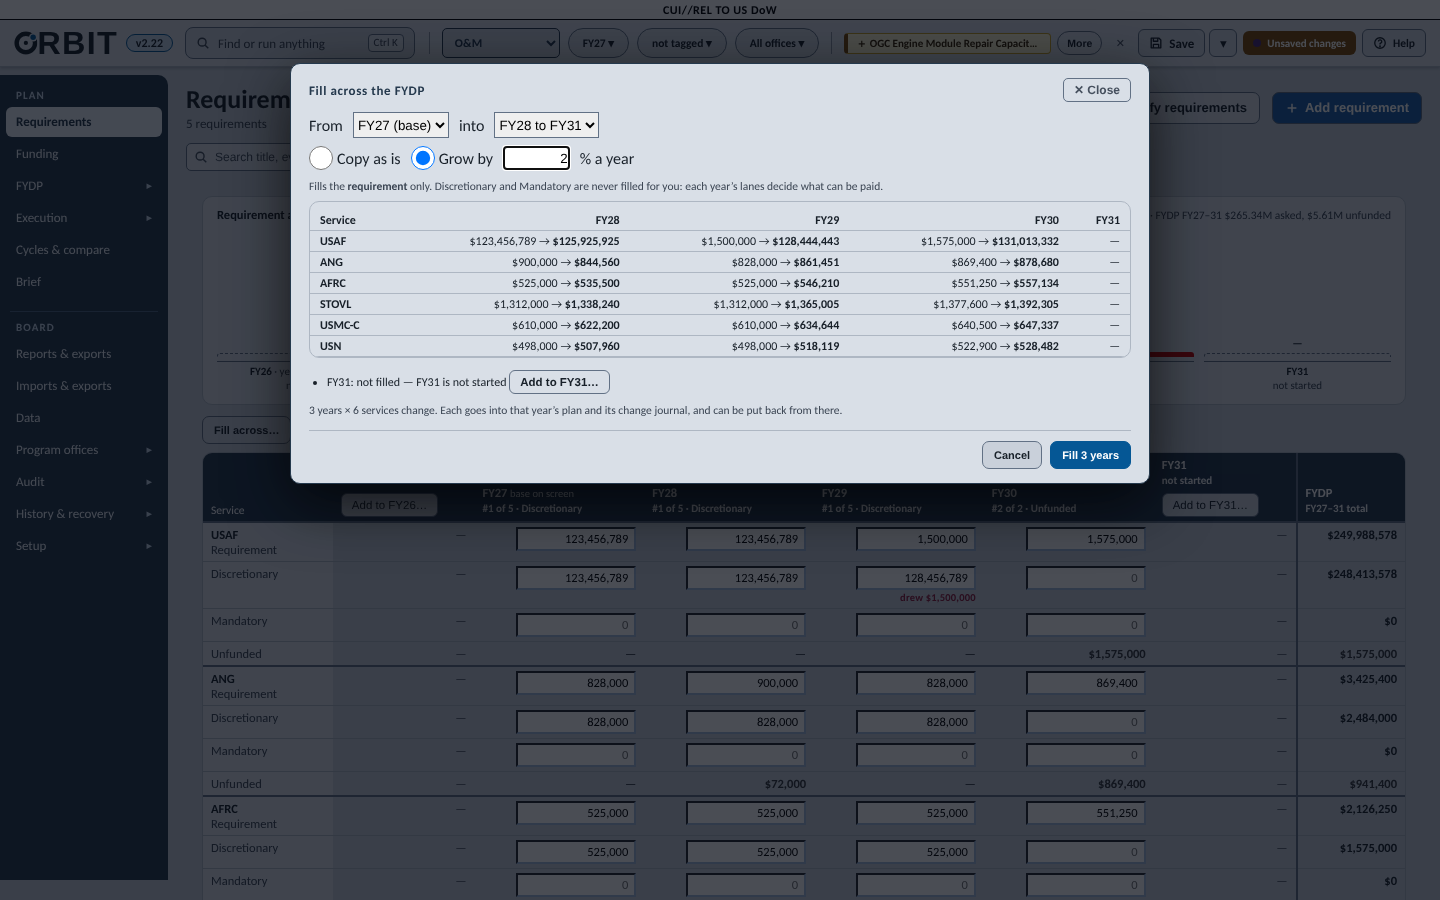 CUI//REL TO US DoW
ORBIT v2.22 Find or run anything Ctrl K O&M FY27 ▾ not tagged ▾ All offices ▾ + OGC Engine Module Repair Capacit... More × Save ▾ Unsaved changes Help
PLAN
Requirements
Funding
FYDP ▸
Execution ▸
Cycles & compare
Brief
BOARD
Reports & exports
Imports & exports
Data
Program offices ▸
Audit ▸
History & recovery ▸
Setup ▸
Requirem
5 requirements
fy requirements + Add requirement
Search title, e
Requirement a
FYDP FY27–31 $265.34M asked, $5.61M unfunded
FY26 · ye
—
FY31
not started
Fill across...
Fill across the FYDP ✕ Close
From FY27 (base) into FY28 to FY31
Copy as is Grow by 2 % a year
Fills the requirement only. Discretionary and Mandatory are never filled for you: each year's lanes decide what can be paid.
Service FY28 FY29 FY30 FY31
USAF $123,456,789 → $125,925,925 $1,500,000 → $128,444,443 $1,575,000 → $131,013,332 —
ANG $900,000 → $844,560 $828,000 → $861,451 $869,400 → $878,680 —
AFRC $525,000 → $535,500 $525,000 → $546,210 $551,250 → $557,134 —
STOVL $1,312,000 → $1,338,240 $1,312,000 → $1,365,005 $1,377,600 → $1,392,305 —
USMC-C $610,000 → $622,200 $610,000 → $634,644 $640,500 → $647,337 —
USN $498,000 → $507,960 $498,000 → $518,119 $522,900 → $528,482 —
• FY31: not filled — FY31 is not started Add to FY31...
3 years × 6 services change. Each goes into that year's plan and its change journal, and can be put back from there.
Cancel Fill 3 years
FY31
not started
FY27 base on screen FY28 FY29 FY30 FYDP
Service Add to FY26... #1 of 5 · Discretionary #1 of 5 · Discretionary #1 of 5 · Discretionary #2 of 2 · Unfunded Add to FY31... FY27–31 total
USAF
Requirement — 123,456,789 123,456,789 1,500,000 1,575,000 — $249,988,578
Discretionary — 123,456,789 123,456,789 128,456,789 0 — $248,413,578
drew $1,500,000
Mandatory — 0 0 0 0 — $0
Unfunded — — — — $1,575,000 — $1,575,000
ANG
Requirement — 828,000 900,000 828,000 869,400 — $3,425,400
Discretionary — 828,000 828,000 828,000 0 — $2,484,000
Mandatory — 0 0 0 0 — $0
Unfunded — — $72,000 — $869,400 — $941,400
AFRC
Requirement — 525,000 525,000 525,000 551,250 — $2,126,250
Discretionary — 525,000 525,000 525,000 0 — $1,575,000
Mandatory — 0 0 0 0 — $0